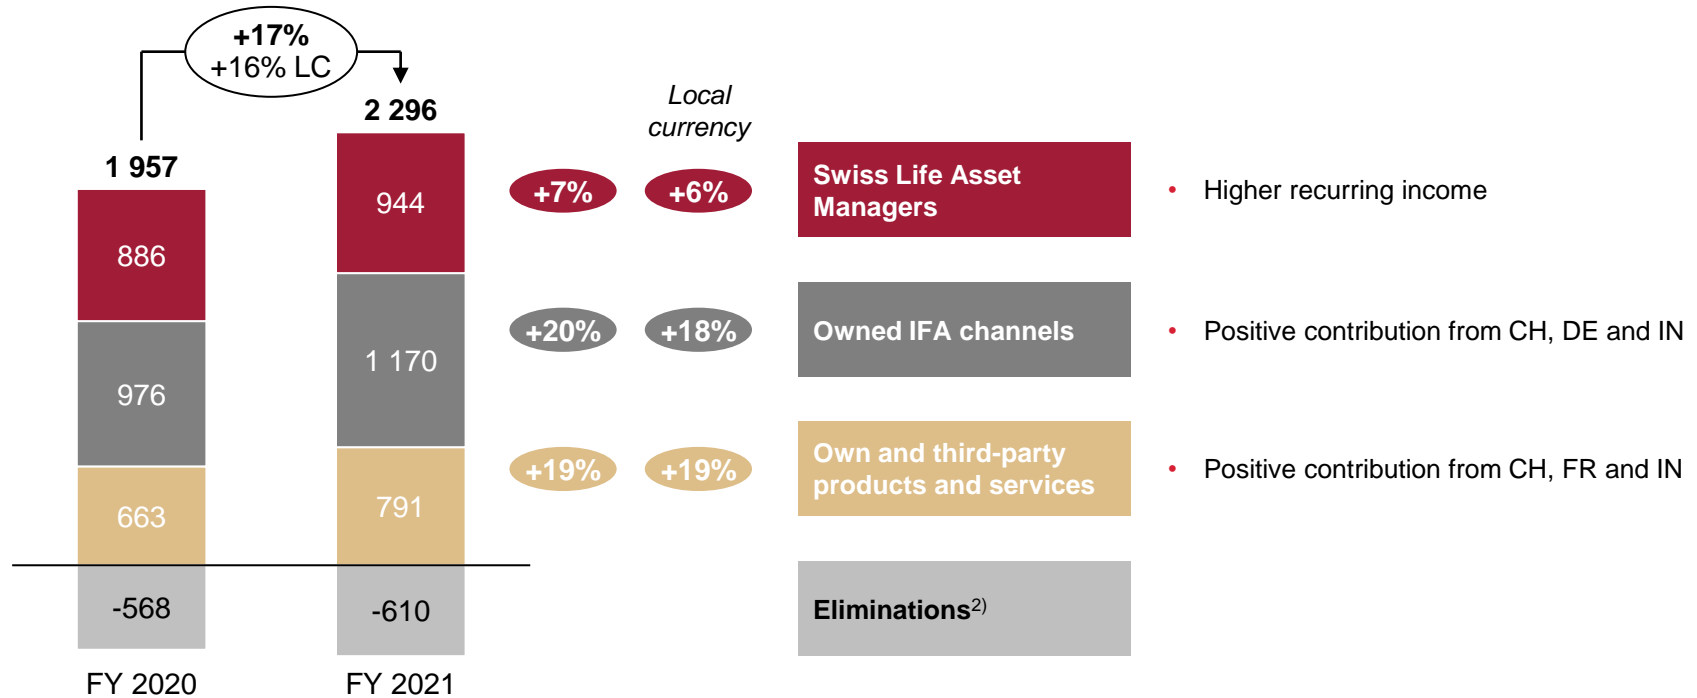 +17%
+16% LC
2 296
1 957
Local
currency
944
886
+7%
+6%
Swiss Life Asset
Managers
• Higher recurring income
1 170
976
+20%
+18%
Owned IFA channels
• Positive contribution from CH, DE and IN
791
663
+19%
+19%
Own and third-party
products and services
• Positive contribution from CH, FR and IN
-568
-610
Eliminations2)
FY 2020
FY 2021